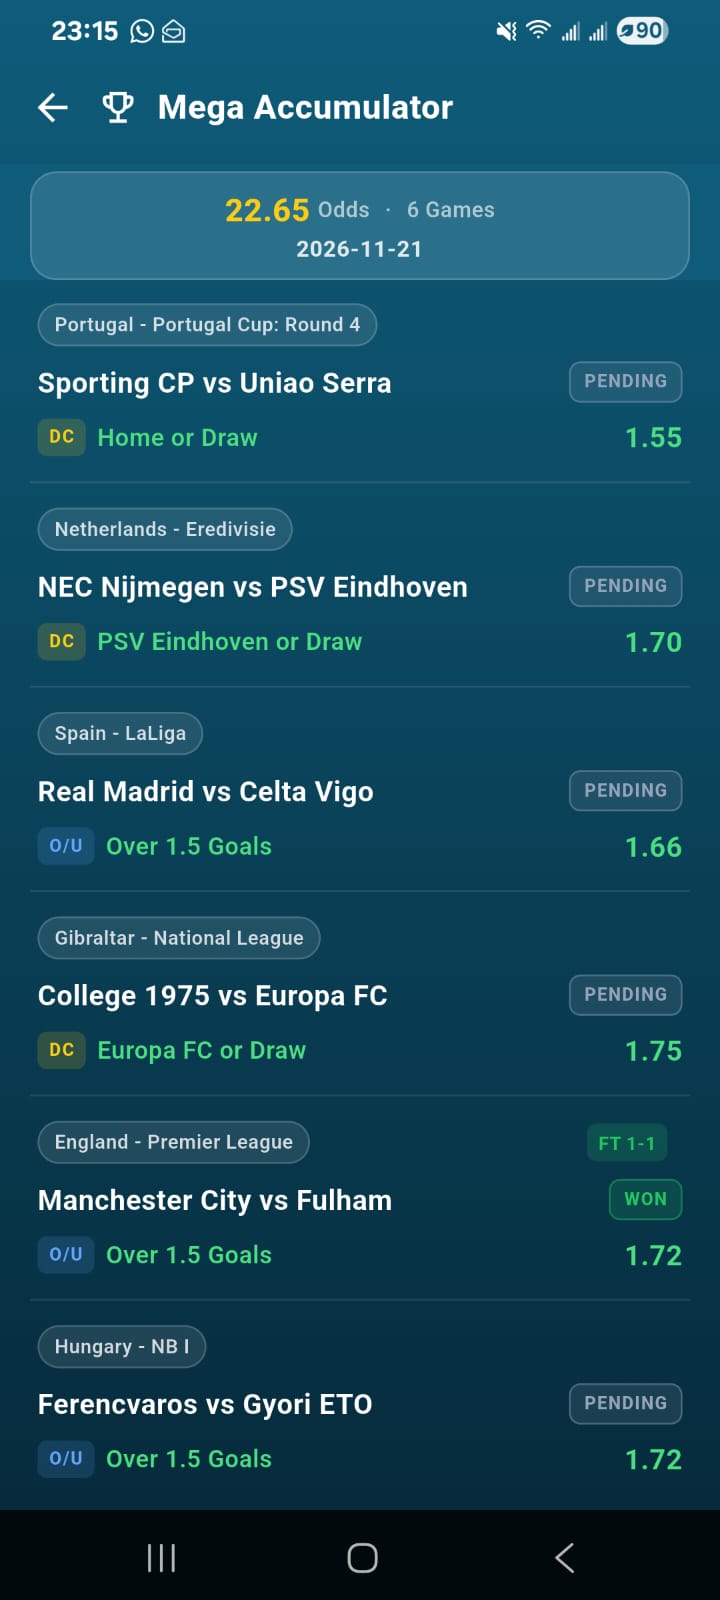 23:15 90
Mega Accumulator
22.65 Odds · 6 Games
2026-11-21
Portugal - Portugal Cup: Round 4
Sporting CP vs Uniao Serra PENDING
DC Home or Draw 1.55
Netherlands - Eredivisie
NEC Nijmegen vs PSV Eindhoven PENDING
DC PSV Eindhoven or Draw 1.70
Spain - LaLiga
Real Madrid vs Celta Vigo PENDING
O/U Over 1.5 Goals 1.66
Gibraltar - National League
College 1975 vs Europa FC PENDING
DC Europa FC or Draw 1.75
England - Premier League FT 1-1
Manchester City vs Fulham WON
O/U Over 1.5 Goals 1.72
Hungary - NB I
Ferencvaros vs Gyori ETO PENDING
O/U Over 1.5 Goals 1.72